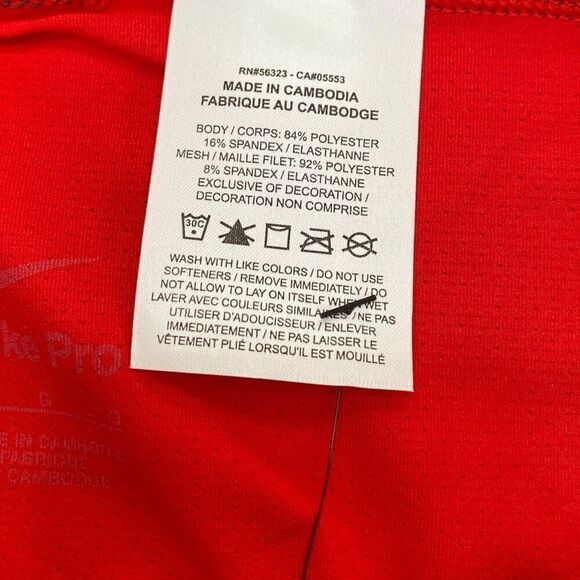 RN#56323 - CA#05553
MADE IN CAMBODIA
FABRIQUE AU CAMBODGE
BODY / CORPS: 84% POLYESTER
16% SPANDEX / ELASTHANNE
MESH / MAILLE FILET: 92% POLYESTER
8% SPANDEX / ELASTHANNE
EXCLUSIVE OF DECORATION /
DECORATION NON COMPRISE
30C
WASH WITH LIKE COLORS / DO NOT USE
SOFTENERS / REMOVE IMMEDIATELY / DO
NOT ALLOW TO LAY ON ITSELF WHEN WET
LAVER AVEC COULEURS SIMILAIRES / NE PAS
UTILISER D'ADOUCISSEUR / ENLEVER
IMMEDIATEMENT / NE PAS LAISSER LE
VÊTEMENT PLIÉ LORSQU'IL EST MOUILLÉ
ke Pro
E IN CAMBOD
CAMBODGE